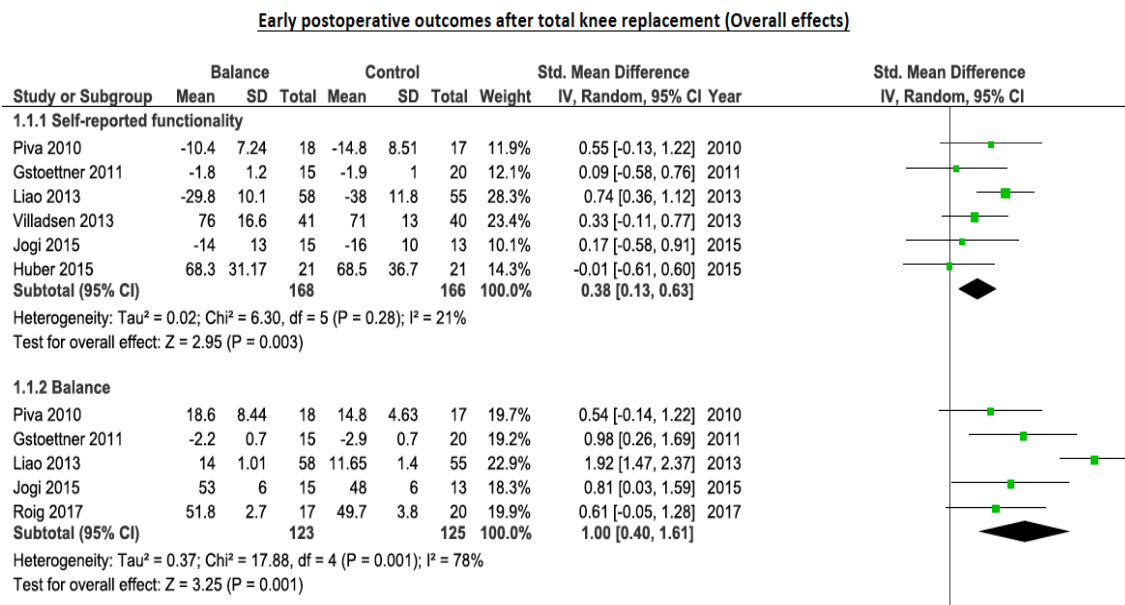 Early postoperative outcomes after total knee replacement (Overall effects)
Balance Control Std. Mean Difference Std. Mean Difference
Study or Subgroup Mean SD Total Mean SD Total Weight IV, Random, 95% CI Year IV, Random, 95% CI
1.1.1 Self-reported functionality
Piva 2010 -10.4 7.24 18 -14.8 8.51 17 11.9% 0.55 [-0.13, 1.22] 2010
Gstoettner 2011 -1.8 1.2 15 -1.9 1 20 12.1% 0.09 [-0.58, 0.76] 2011
Liao 2013 -29.8 10.1 58 -38 11.8 55 28.3% 0.74 [0.36, 1.12] 2013
Villadsen 2013 76 16.6 41 71 13 40 23.4% 0.33 [-0.11, 0.77] 2013
Jogi 2015 -14 13 15 -16 10 13 10.1% 0.17 [-0.58, 0.91] 2015
Huber 2015 68.3 31.17 21 68.5 36.7 21 14.3% -0.01 [-0.61, 0.60] 2015
Subtotal (95% CI) 168 166 100.0% 0.38 [0.13, 0.63]
Heterogeneity: Tau² = 0.02; Chi² = 6.30, df = 5 (P = 0.28); I² = 21%
Test for overall effect: Z = 2.95 (P = 0.003)
1.1.2 Balance
Piva 2010 18.6 8.44 18 14.8 4.63 17 19.7% 0.54 [-0.14, 1.22] 2010
Gstoettner 2011 -2.2 0.7 15 -2.9 0.7 20 19.2% 0.98 [0.26, 1.69] 2011
Liao 2013 14 1.01 58 11.65 1.4 55 22.9% 1.92 [1.47, 2.37] 2013
Jogi 2015 53 6 15 48 6 13 18.3% 0.81 [0.03, 1.59] 2015
Roig 2017 51.8 2.7 17 49.7 3.8 20 19.9% 0.61 [-0.05, 1.28] 2017
Subtotal (95% CI) 123 125 100.0% 1.00 [0.40, 1.61]
Heterogeneity: Tau² = 0.37; Chi² = 17.88, df = 4 (P = 0.001); I² = 78%
Test for overall effect: Z = 3.25 (P = 0.001)